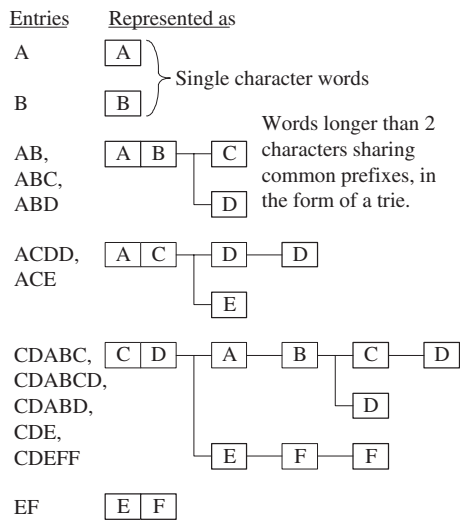 Entries Represented as
A A
Single character words
B B
Words longer than 2
characters sharing
common prefixes, in
the form of a trie.
AB, A B C
ABC,
ABD D
ACDD, A C D D
ACE E
CDABC, C D A B C D
CDABCD,
CDABD, D
CDE,
CDEFF E F F
EF E F